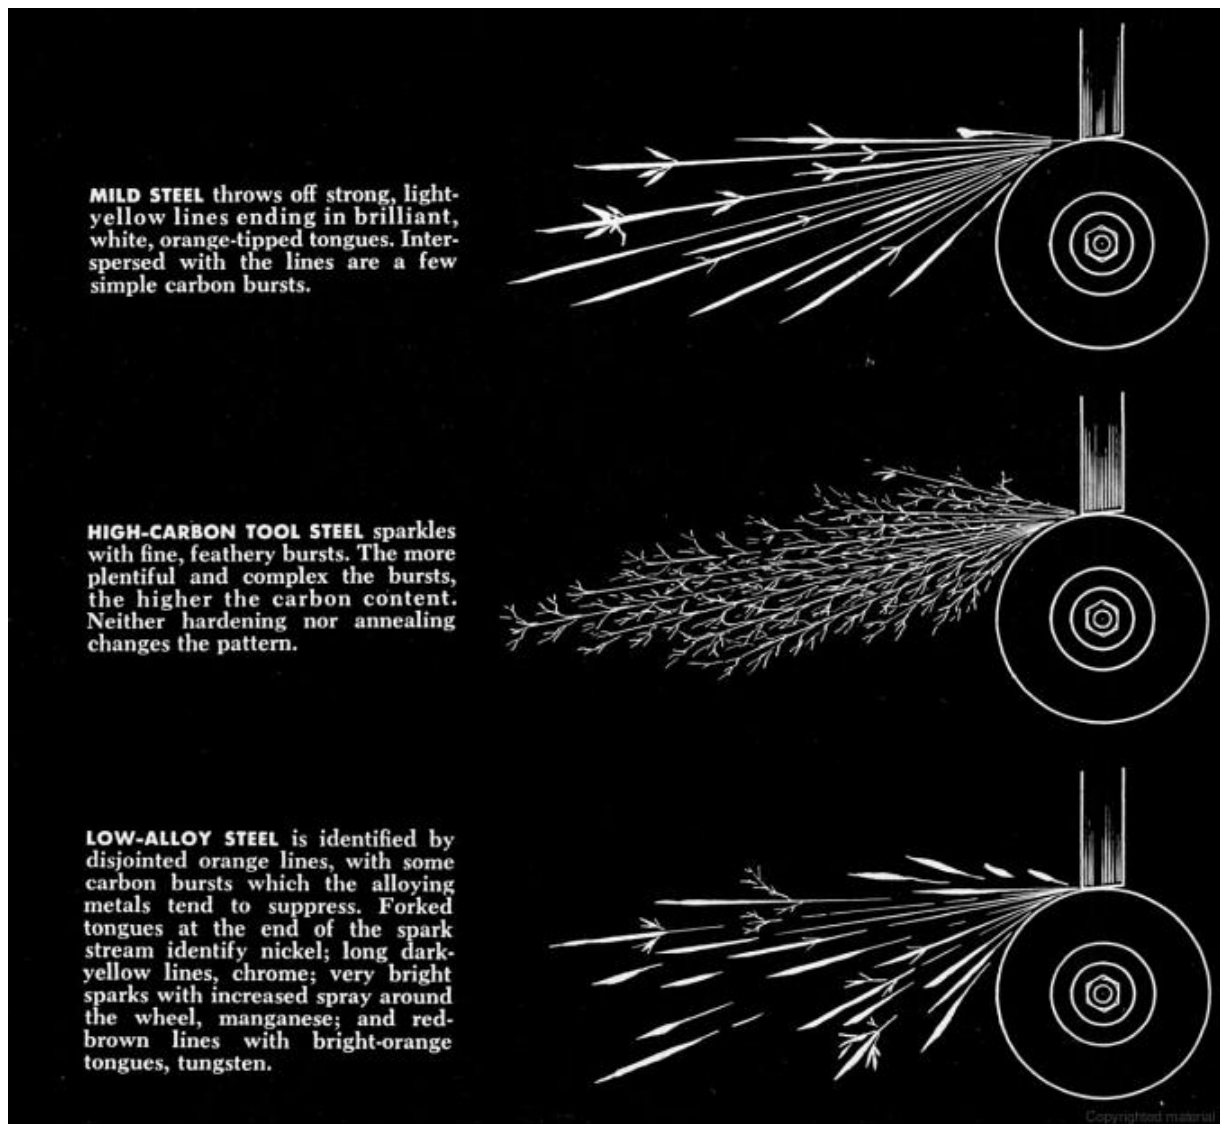 MILD STEEL throws off strong, light-
yellow lines ending in brilliant,
white, orange-tipped tongues. Inter-
spersed with the lines are a few
simple carbon bursts.
HIGH-CARBON TOOL STEEL sparkles
with fine, feathery bursts. The more
plentiful and complex the bursts,
the higher the carbon content.
Neither hardening nor annealing
changes the pattern.
LOW-ALLOY STEEL is identified by
disjointed orange lines, with some
carbon bursts which the alloying
metals tend to suppress. Forked
tongues at the end of the spark
stream identify nickel; long dark-
yellow lines, chrome; very bright
sparks with increased spray around
the wheel, manganese; and red-
brown lines with bright-orange
tongues, tungsten.
Copyrighted material